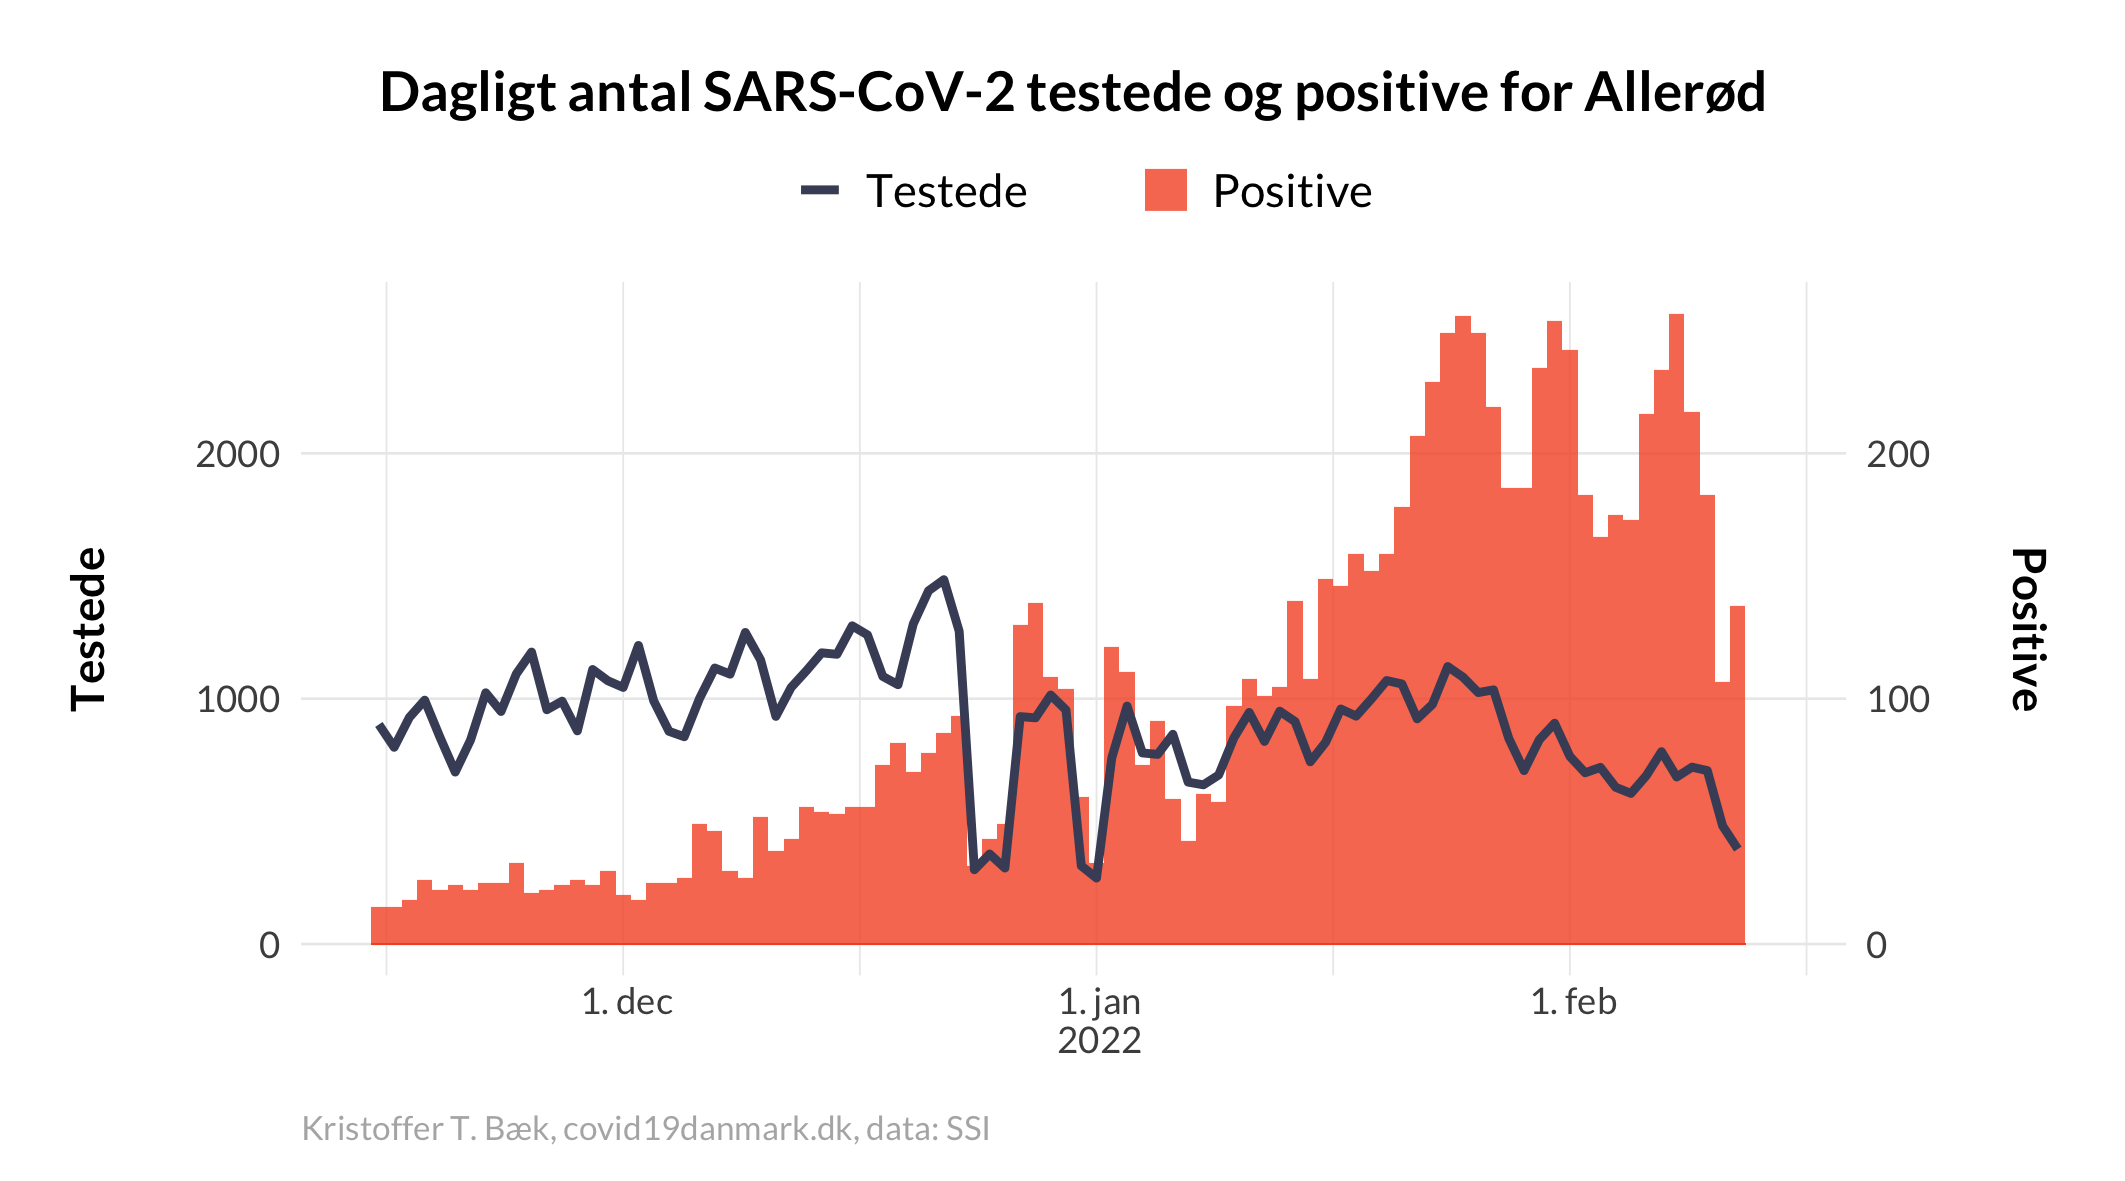 Dagligt antal SARS-CoV-2 testede og positive for Allerød
Testede
Positive
2000
1000
0
Testede
200
100
0
Positive
1. dec
1. jan
2022
1. feb
Kristoffer T. Bæk, covid19danmark.dk, data: SSI